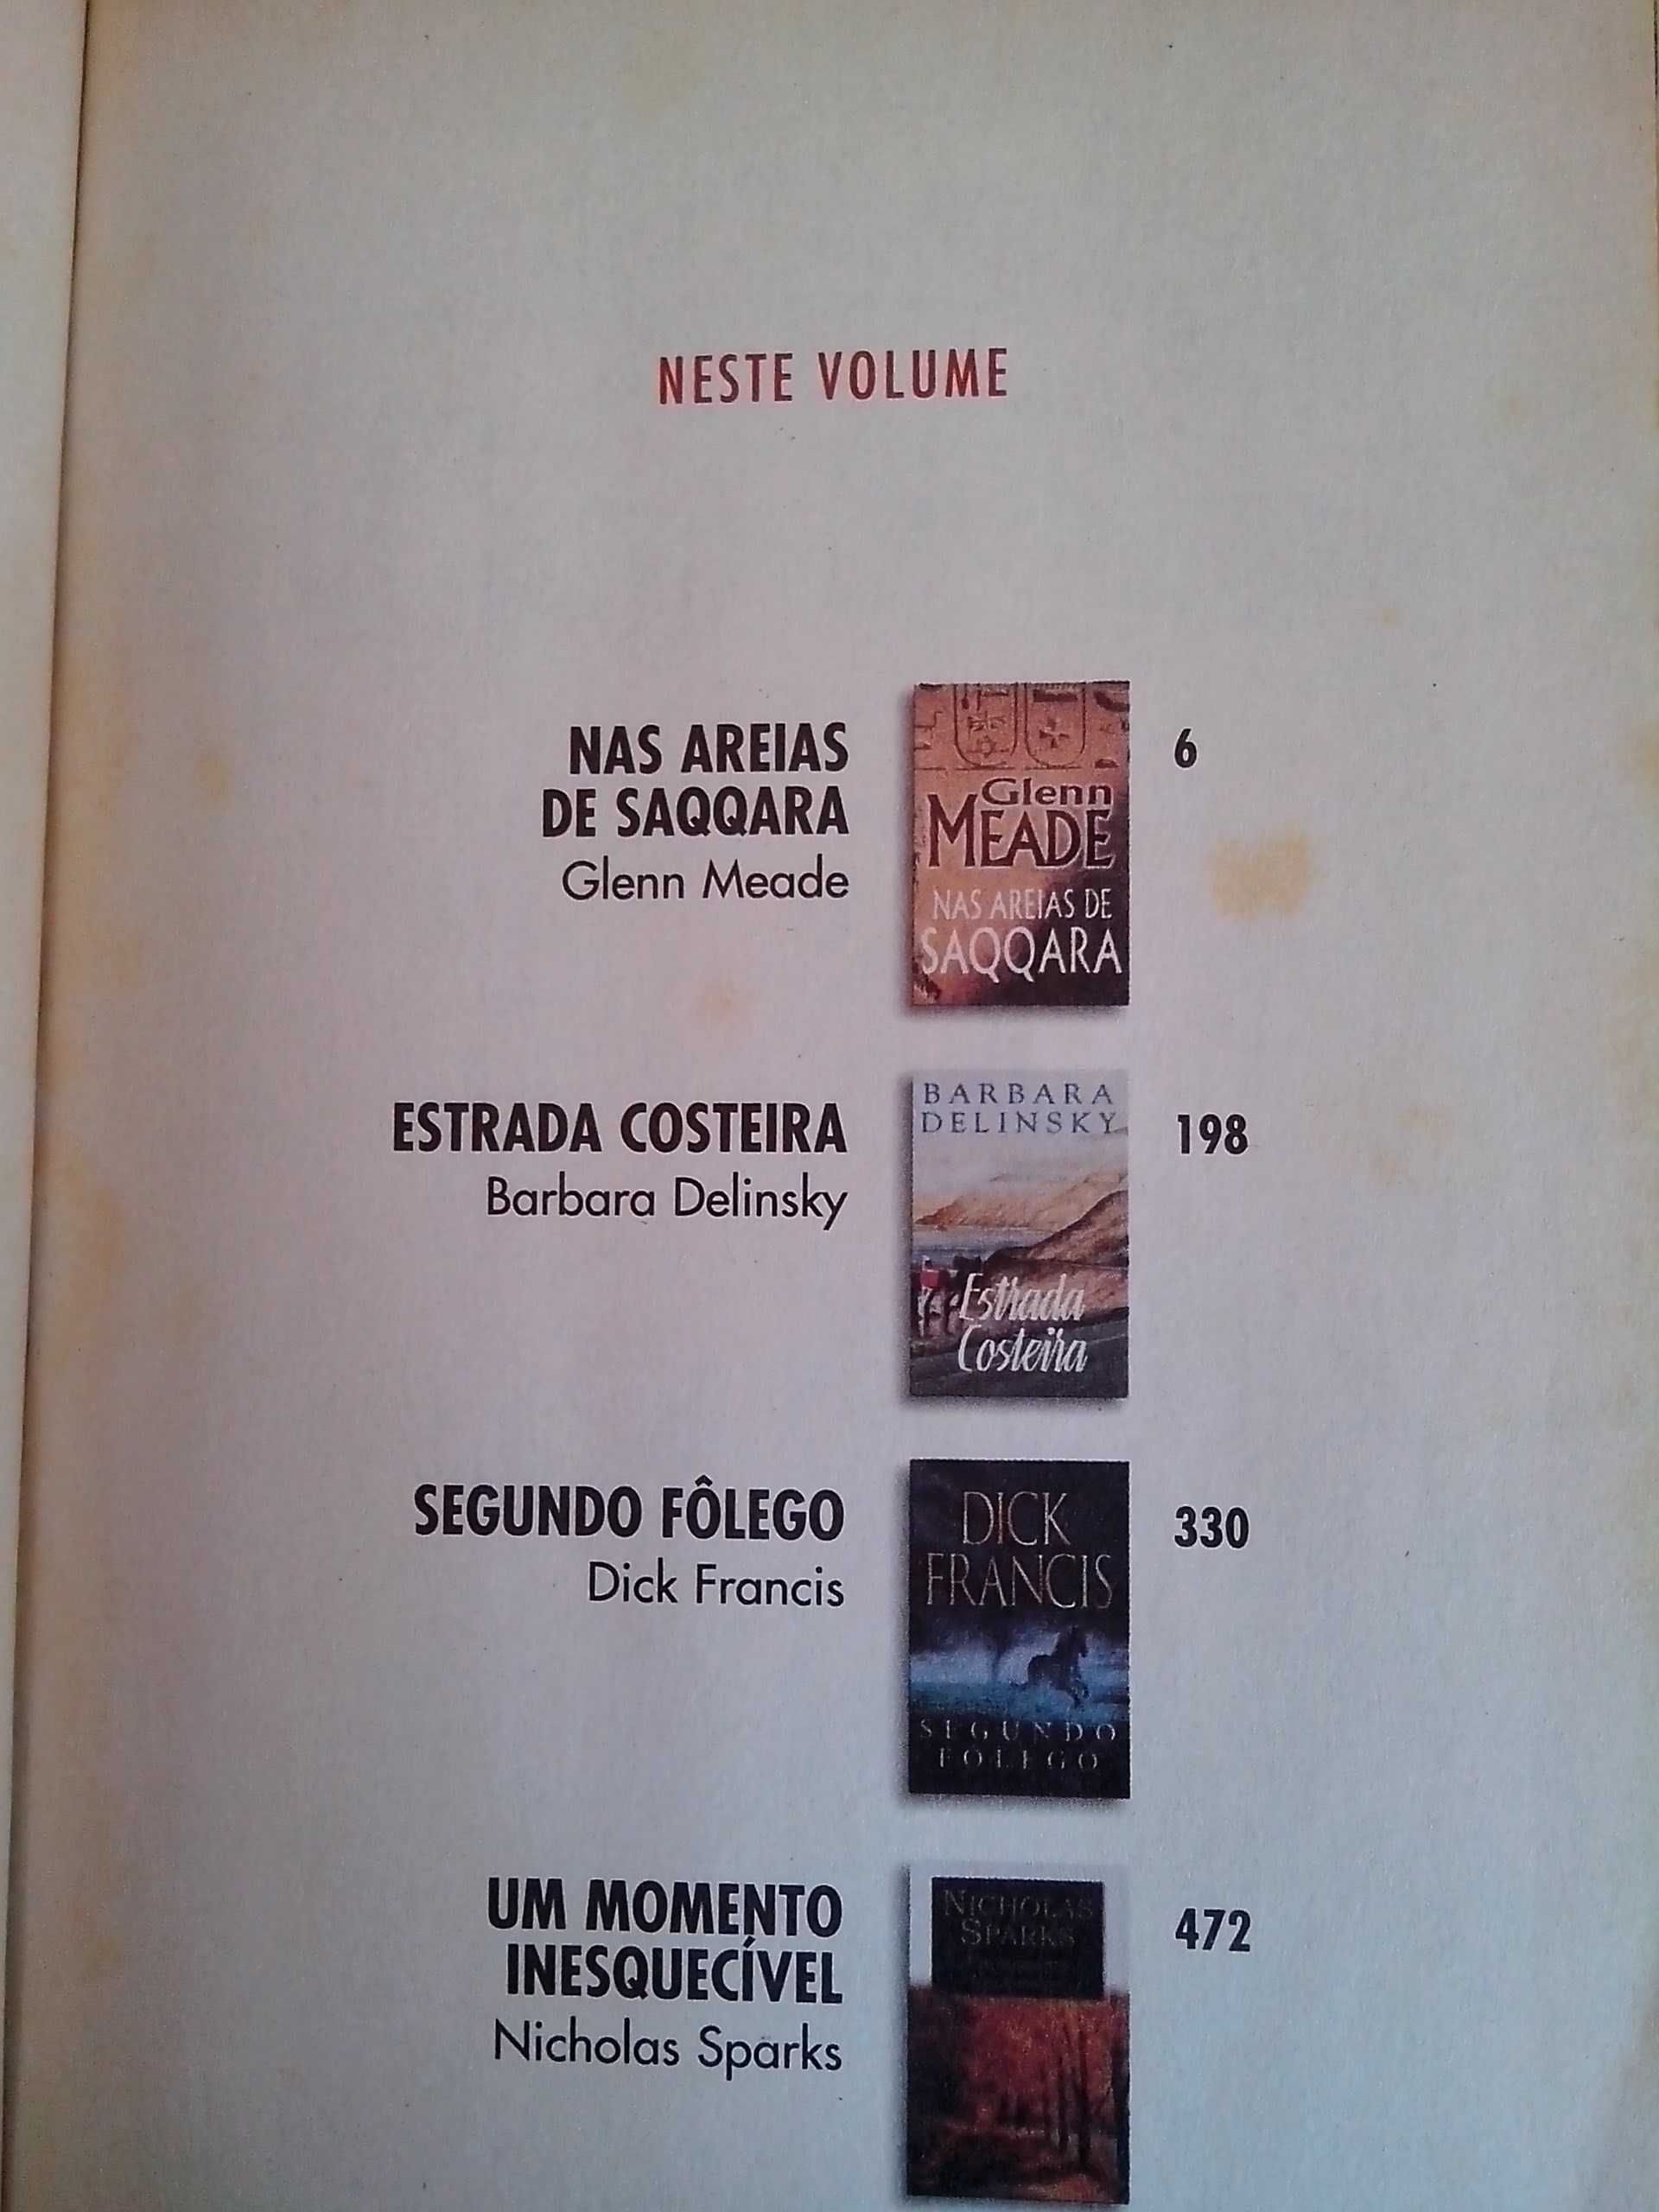 NESTE VOLUME
NAS AREIAS
DE SAQQARA
Glenn Meade
Glenn
MEADE
NAS AREIAS DE
SAQQARA
6
ESTRADA COSTEIRA
Barbara Delinsky
BARBARA
DELINSKY
Estrada
Costeira
198
SEGUNDO FÔLEGO
Dick Francis
DICK
FRANCIS
SEGUNDO
FÔLEGO
330
UM MOMENTO
INESQUECÍVEL
Nicholas Sparks
NICHOLAS
SPARKS
472